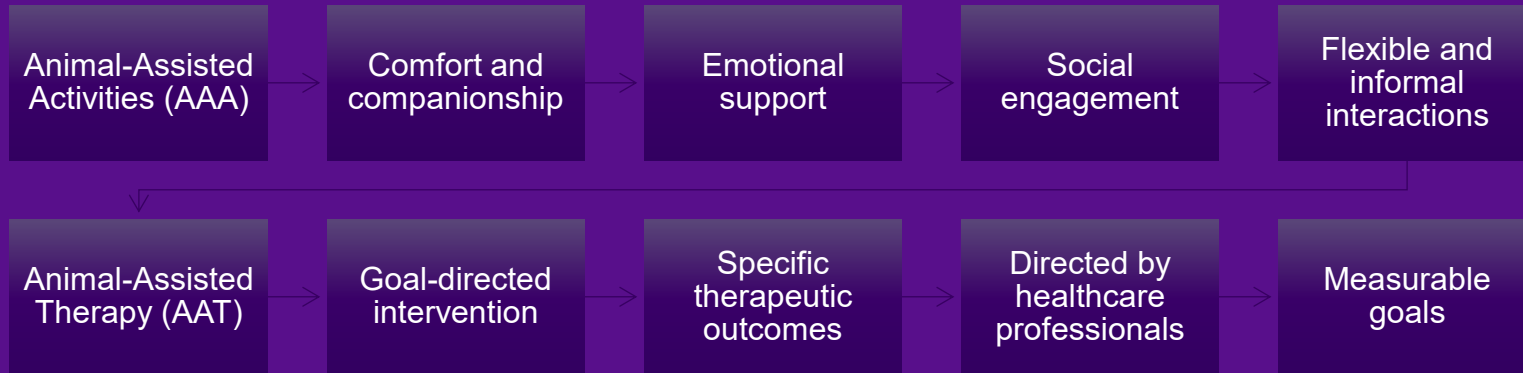 Animal-Assisted
Activities (AAA)
Comfort and
companionship
Emotional
support
Social
engagement
Flexible and
informal
interactions
Animal-Assisted
Therapy (AAT)
Goal-directed
intervention
Specific
therapeutic
outcomes
Directed by
healthcare
professionals
Measurable
goals